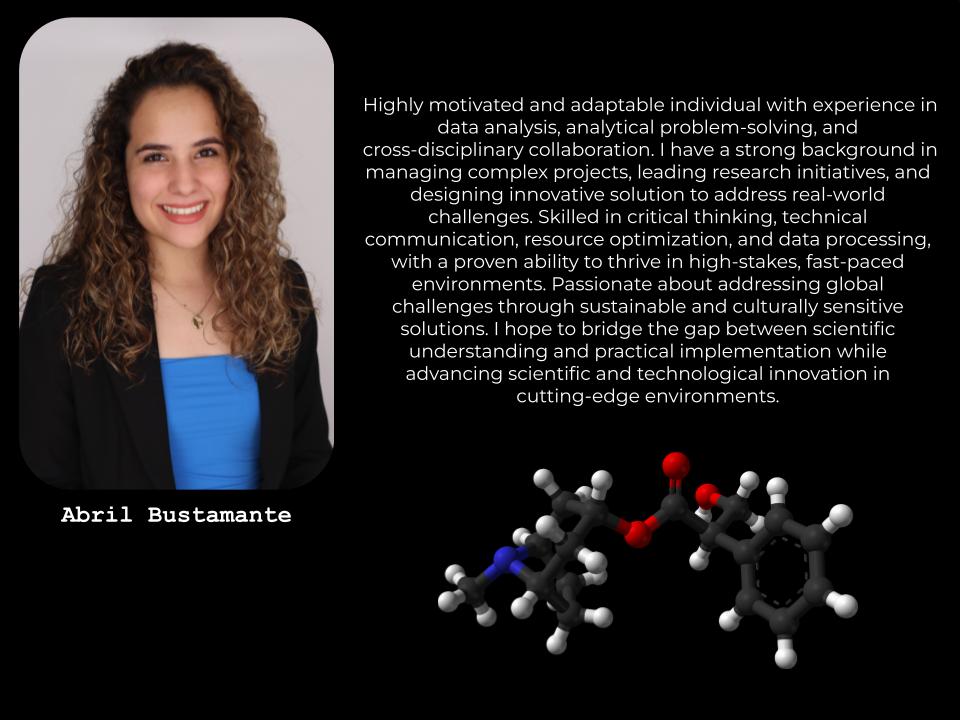 Highly motivated and adaptable individual with experience in
data analysis, analytical problem-solving, and
cross-disciplinary collaboration. I have a strong background in
managing complex projects, leading research initiatives, and
designing innovative solution to address real-world
challenges. Skilled in critical thinking, technical
communication, resource optimization, and data processing,
with a proven ability to thrive in high-stakes, fast-paced
environments. Passionate about addressing global
challenges through sustainable and culturally sensitive
solutions. I hope to bridge the gap between scientific
understanding and practical implementation while
advancing scientific and technological innovation in
cutting-edge environments.
Abril Bustamante